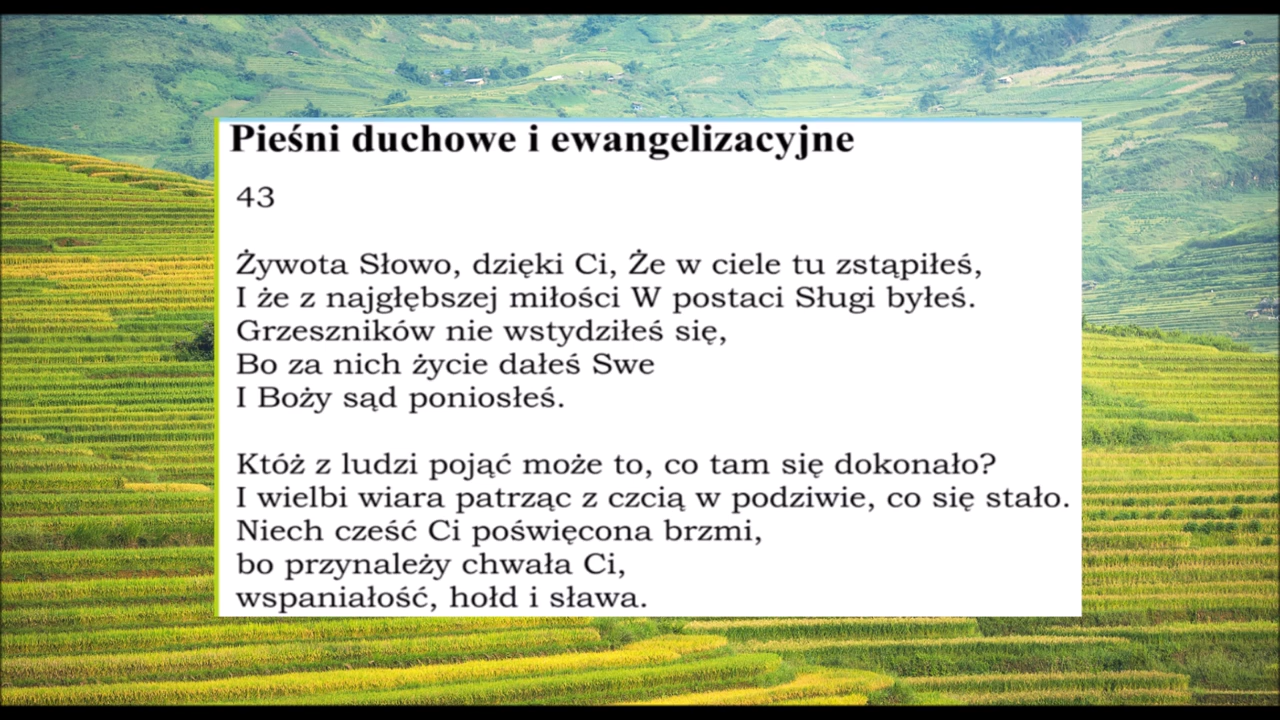 Pieśni duchowe i ewangelizacyjne
43
Żywota Słowo, dzięki Ci, Że w ciele tu zstąpiłeś,
I że z najgłębszej miłości W postaci Sługi byłeś.
Grzeszników nie wstydziłeś się,
Bo za nich życie dałeś Swe
I Boży sąd poniosłeś.
Któż z ludzi pojąć może to, co tam się dokonało?
I wielbi wiara patrząc z czcią w podziwie, co się stało.
Niech cześć Ci poświęcona brzmi,
bo przynależy chwała Ci,
wspaniałość, hołd i sława.